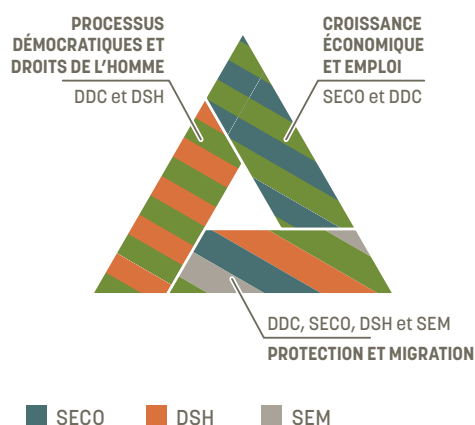 PROCESSUS
DÉMOCRATIQUES ET
DROITS DE L'HOMME
DDC et DSH
CROISSANCE
ÉCONOMIQUE
ET EMPLOI
SECO et DDC
DDC, SECO, DSH et SEM
PROTECTION ET MIGRATION
SECO
DSH
SEM